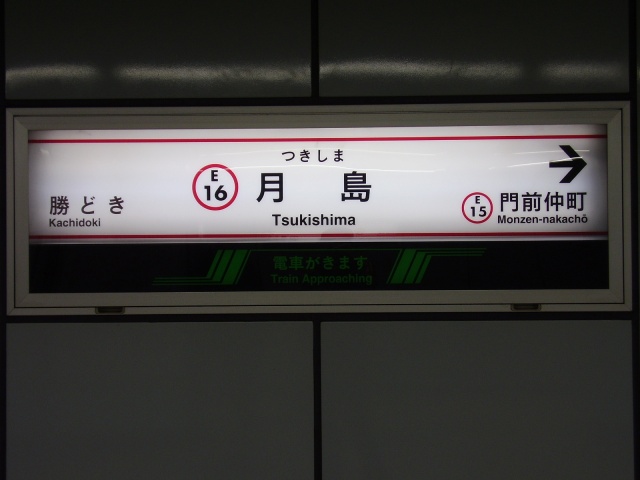 つきしま
E
16
月島
Tsukishima
勝どき
Kachidoki
E
15
門前仲町
Monzen-nakachō
電車がきます
Train Approaching